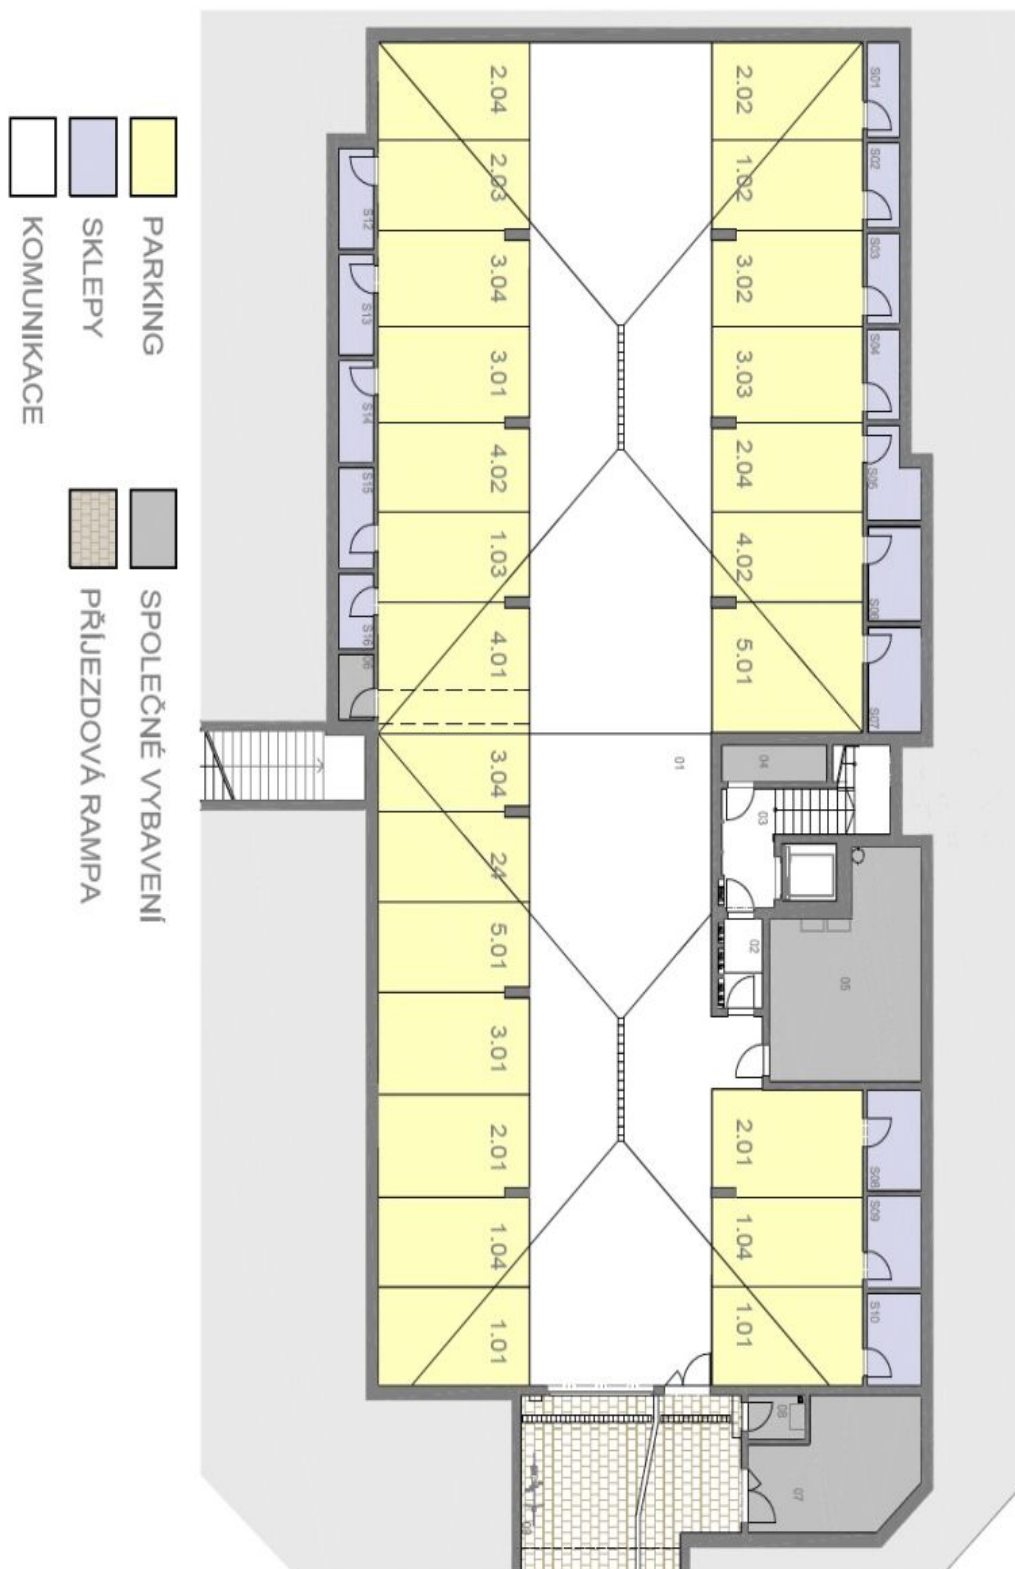 S01
S02
S03
S04
S05
S06
S07
S08
S09
S10
2.02
1.02
3.02
3.03
2.04
4.02
5.01
04
03
02
05
2.01
1.04
1.01
08
07
01
2.04
2.03
3.04
3.01
4.02
1.03
4.01
3.04
24
5.01
3.01
2.01
1.04
1.01
09
S12
S13
S14
S15
S16
06
PARKING
SPOLEČNÉ VYBAVENÍ
SKLEPY
PŘÍJEZDOVÁ RAMPA
KOMUNIKACE